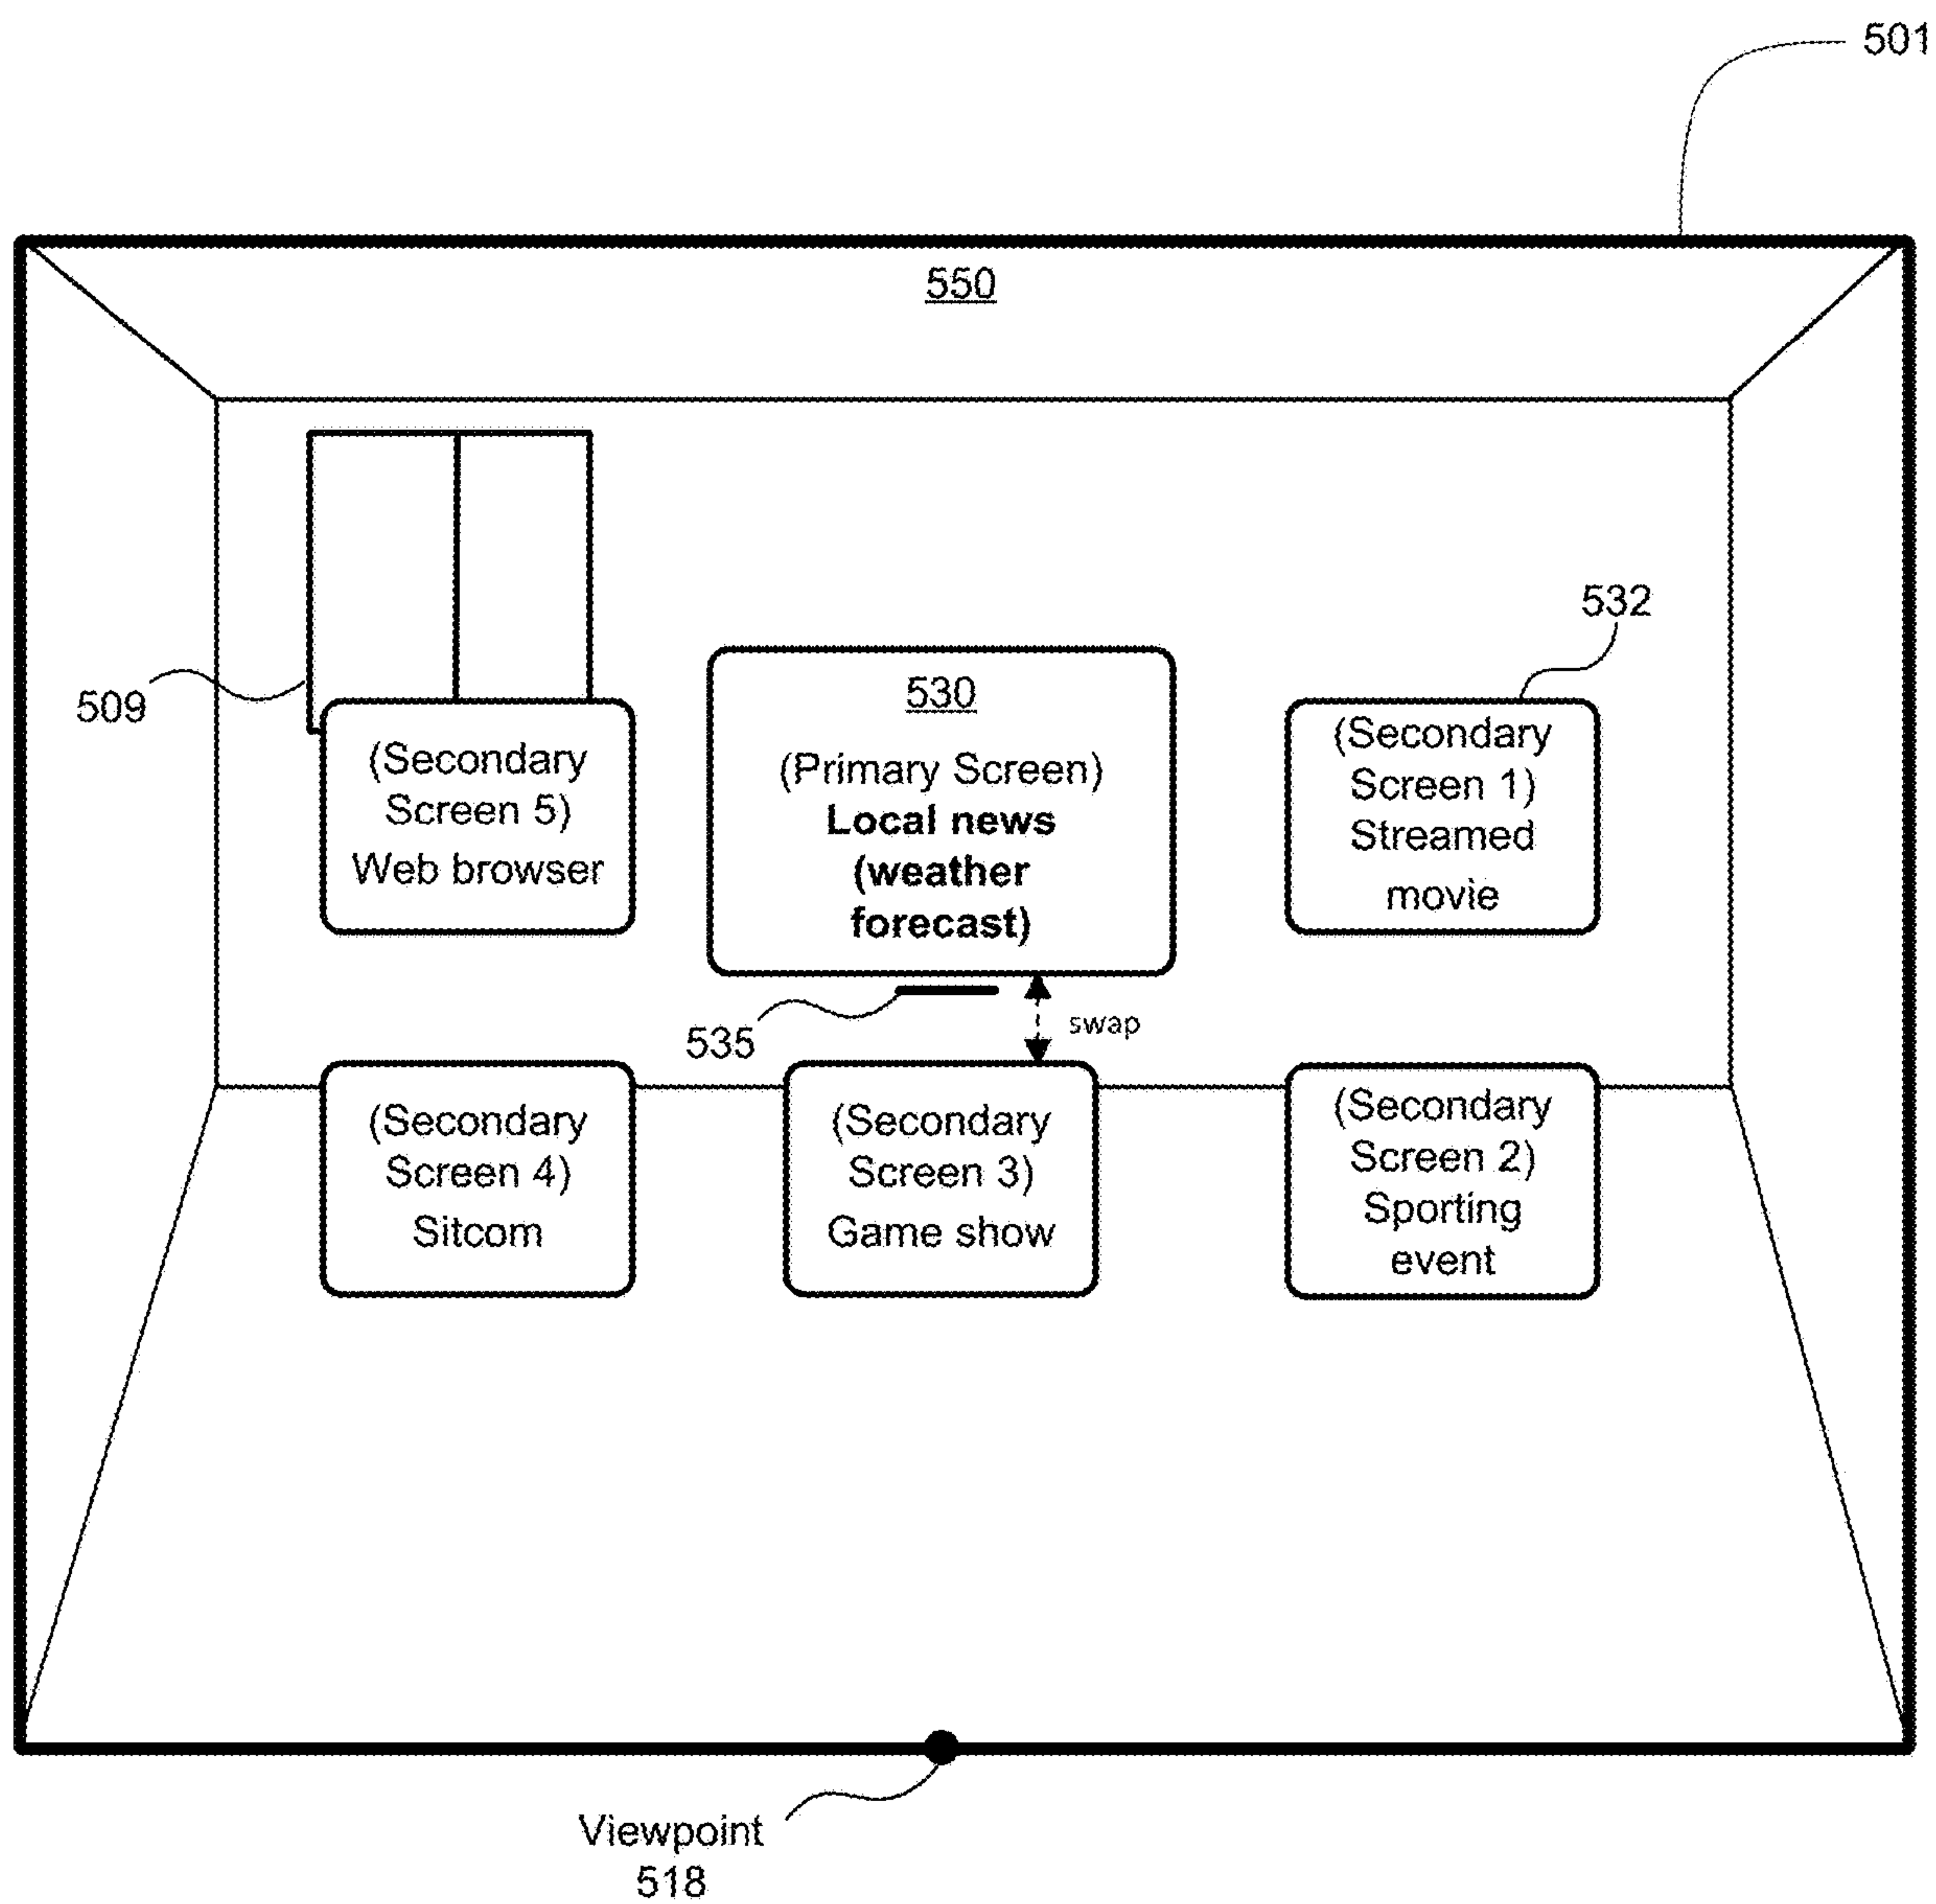 501
550
532
509
(Secondary
Screen 5)
Web browser
530
(Primary Screen)
Local news
(weather
forecast)
(Secondary
Screen 1)
Streamed
movie
535
swap
(Secondary
Screen 4)
Sitcom
(Secondary
Screen 3)
Game show
(Secondary
Screen 2)
Sporting
event
Viewpoint
518